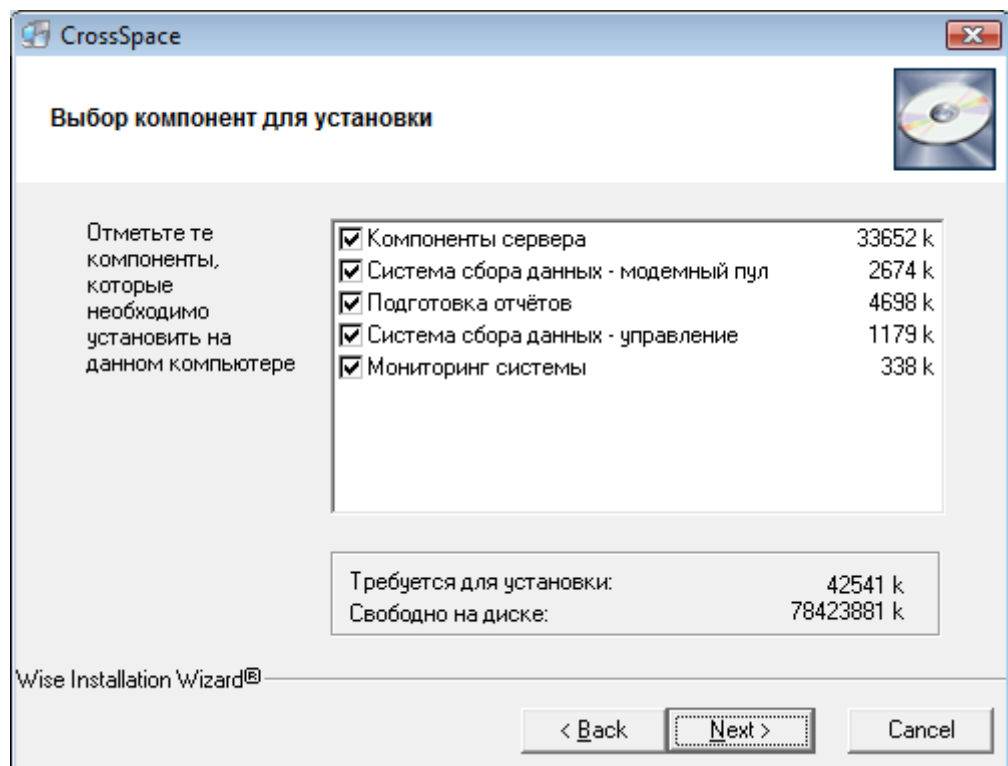 CrossSpace
Выбор компонент для установки
Отметьте те
компоненты,
которые
необходимо
установить на
данном компьютере
Компоненты сервера 33652 k
Система сбора данных - модемный пул 2674 k
Подготовка отчётов 4698 k
Система сбора данных - управление 1179 k
Мониторинг системы 338 k
Требуется для установки: 42541 k
Свободно на диске: 78423881 k
Wise Installation Wizard®
< Back Next > Cancel